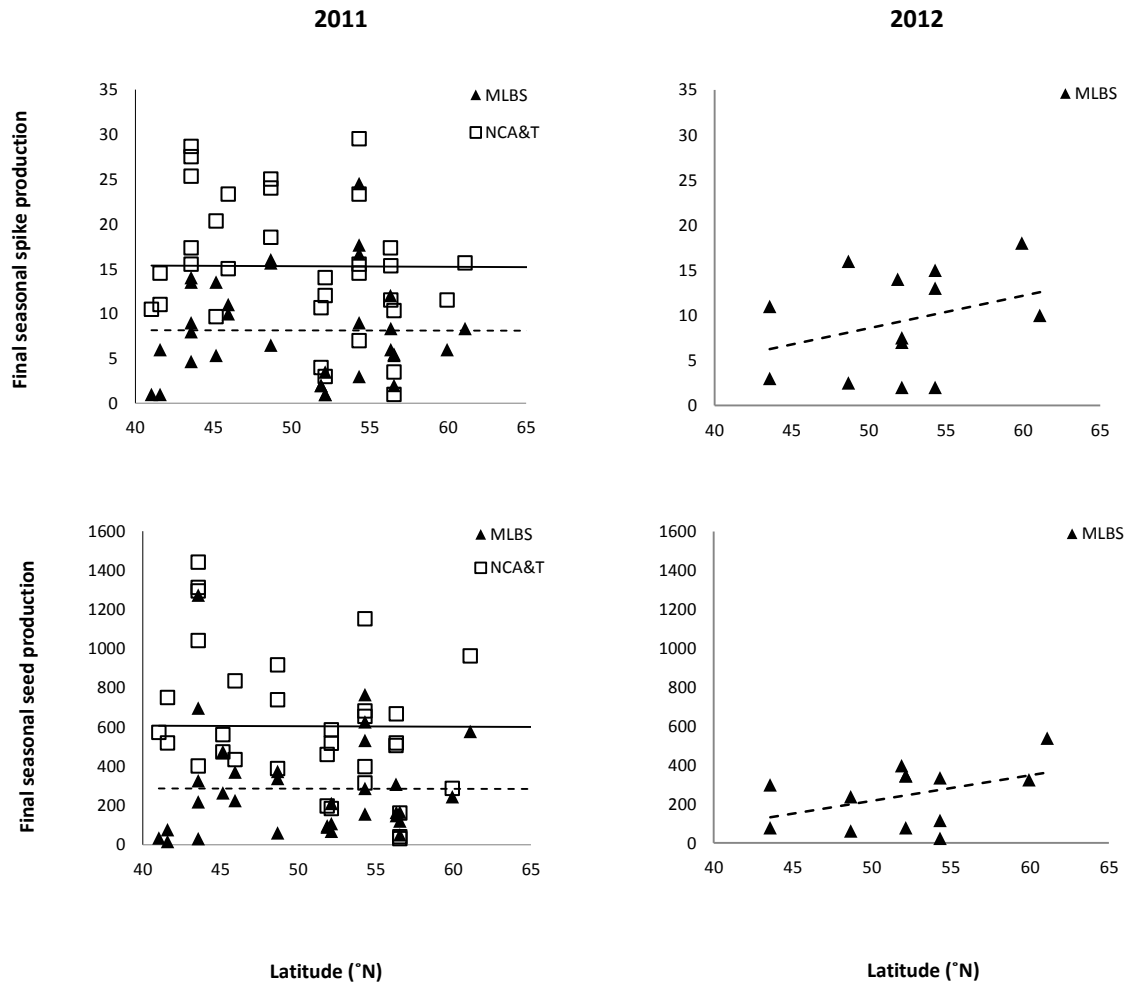 2011
2012
Final seasonal spike production
35
30
25
20
15
10
5
0
40 45 50 55 60 65
MLBS
NCA&T
35
30
25
20
15
10
5
0
40 45 50 55 60 65
MLBS
Final seasonal seed production
1600
1400
1200
1000
800
600
400
200
0
40 45 50 55 60 65
MLBS
NCA&T
1600
1400
1200
1000
800
600
400
200
0
40 45 50 55 60 65
MLBS
Latitude (˚N)
Latitude (˚N)